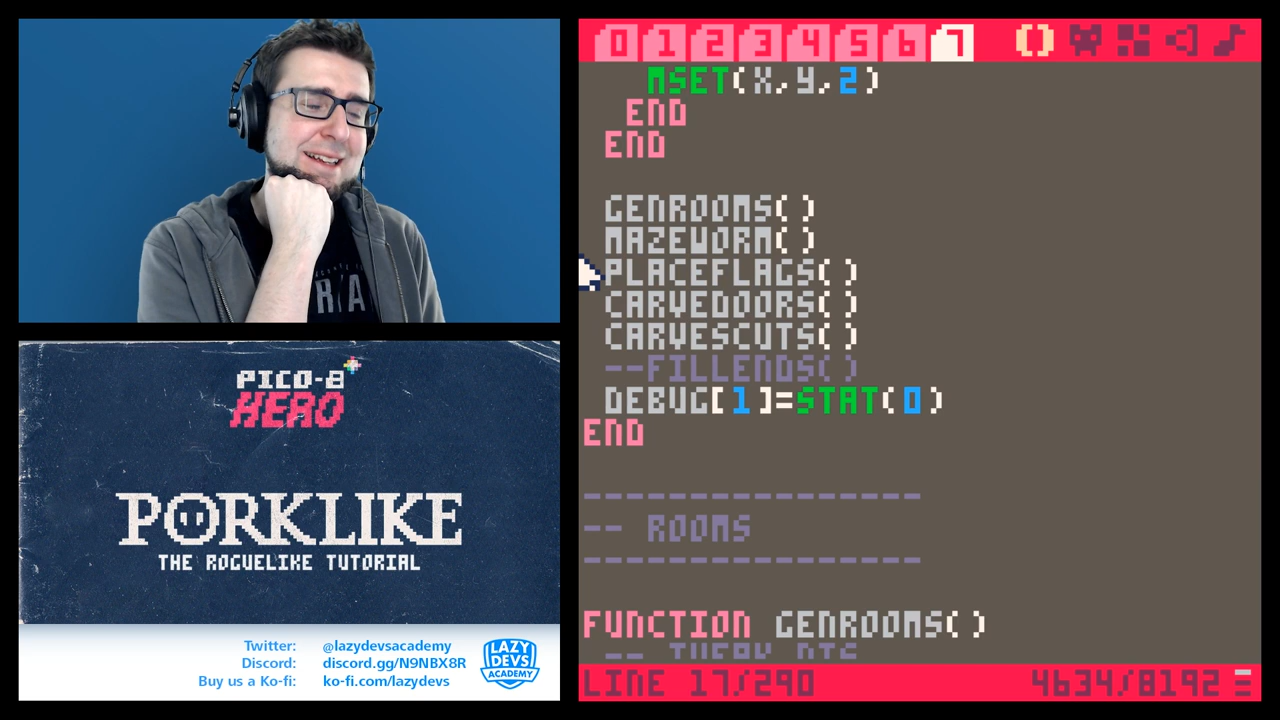 0 1 2 3 4 5 6 7
MSET(X,Y,2)
END
END
GENROOMS()
MAZEWORM()
PLACEFLAGS()
CARVEDOORS()
CARVESCUTS()
--FILLENDS()
DEBUG[1]=STAT(0)
END
----------------
-- ROOMS
----------------
FUNCTION GENROOMS()
LINE 17/290 4634/8192
PICO-8
HERO
PORKLIKE
THE ROGUELIKE TUTORIAL
Twitter: @lazydevsacademy
Discord: discord.gg/N9NBX8R
Buy us a Ko-fi: ko-fi.com/lazydevs
LAZY
DEVS
ACADEMY